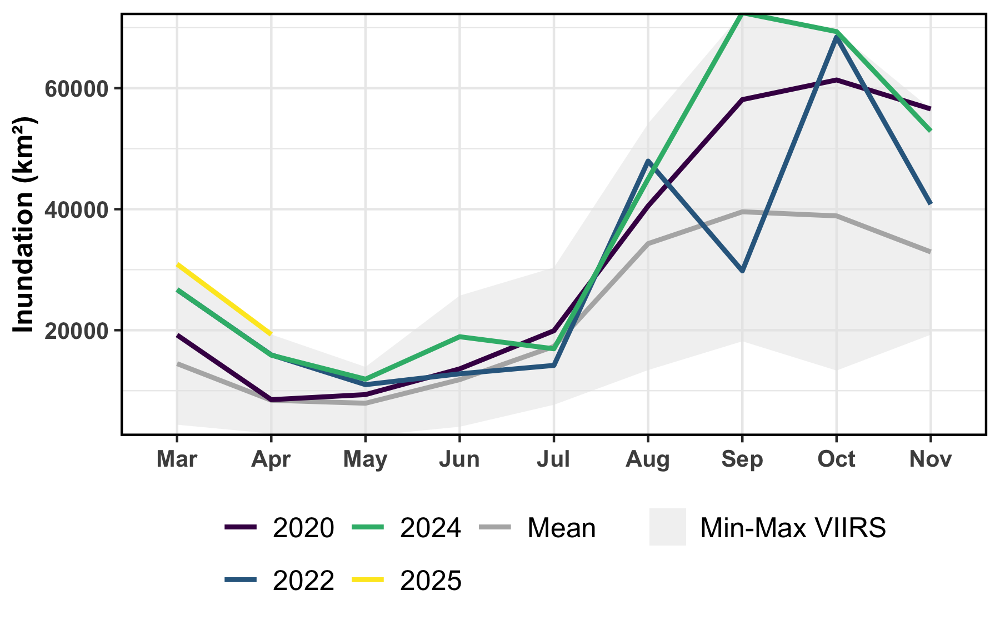 Inundation (km²)
60000
40000
20000
Mar Apr May Jun Jul Aug Sep Oct Nov
2020 2024 Mean Min-Max VIIRS
2022 2025